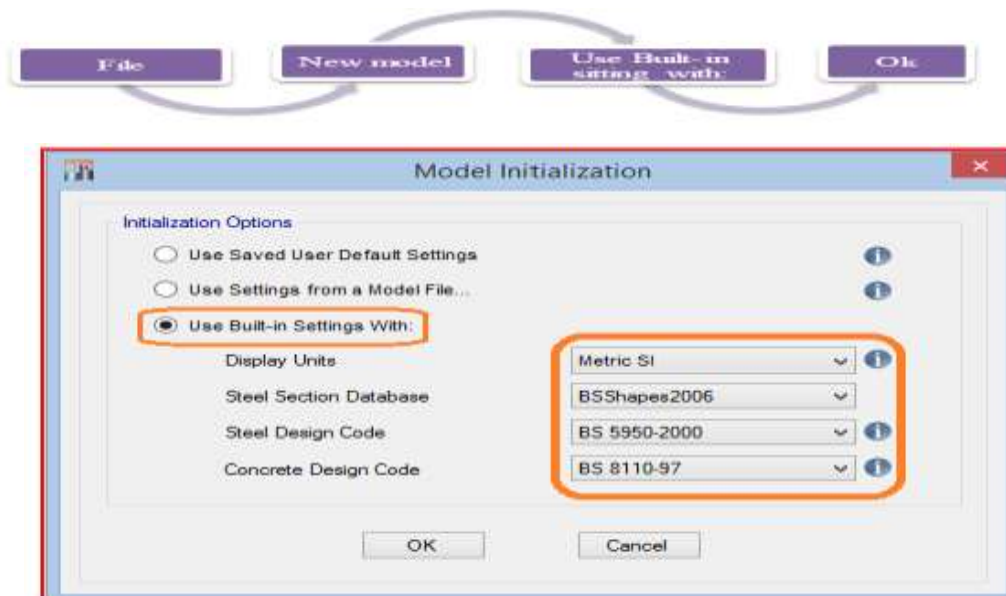 File
New model
Use Built-in
sitting with:
Ok
Model Initialization
Initialization Options
Use Saved User Default Settings
Use Settings from a Model File...
Use Built-in Settings With:
Display Units
Metric SI
Steel Section Database
BSShapes2006
Steel Design Code
BS 5950-2000
Concrete Design Code
BS 8110-97
OK
Cancel